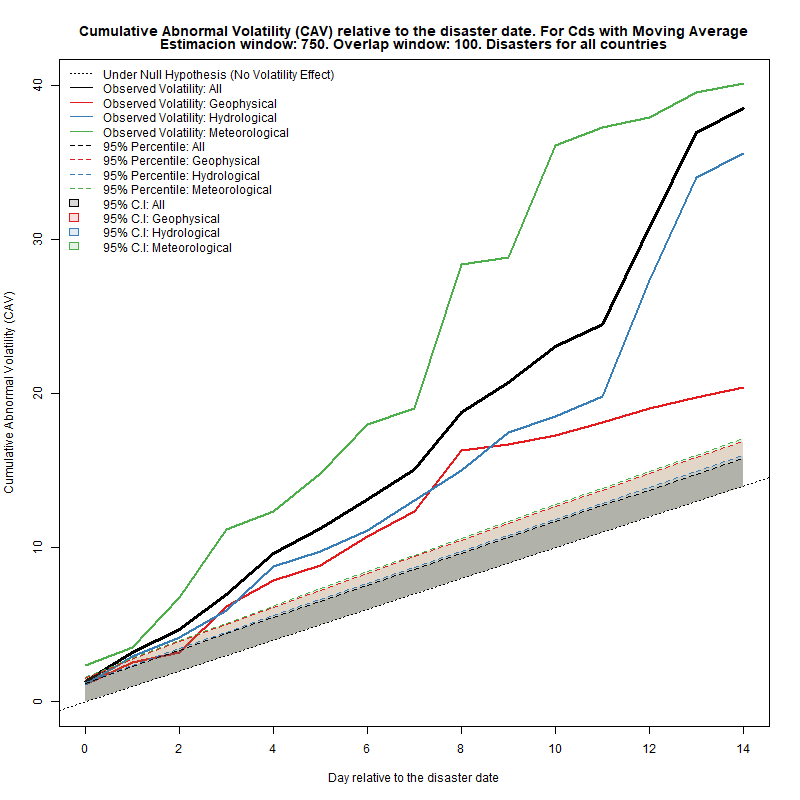 Cumulative Abnormal Volatility (CAV) relative to the disaster date. For Cds with Moving Average
Estimacion window: 750. Overlap window: 100. Disasters for all countries
Under Null Hypothesis (No Volatility Effect)
Observed Volatility: All
Observed Volatility: Geophysical
Observed Volatility: Hydrological
Observed Volatility: Meteorological
95% Percentile: All
95% Percentile: Geophysical
95% Percentile: Hydrological
95% Percentile: Meteorological
95% C.I: All
95% C.I: Geophysical
95% C.I: Hydrological
95% C.I: Meteorological
Cumulative Abnormal Volatility (CAV)
40
30
20
10
0
0 2 4 6 8 10 12 14
Day relative to the disaster date